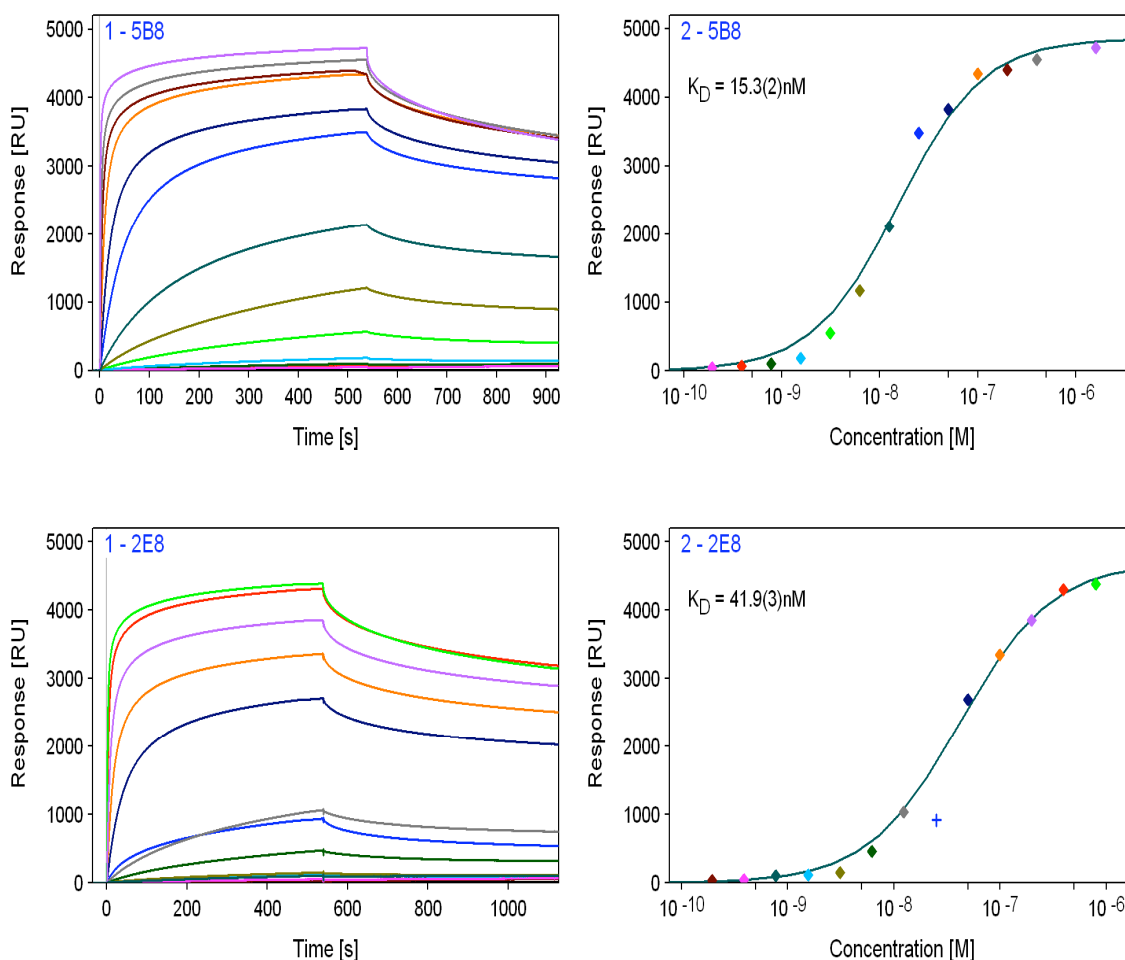 1 - 5B8
Response [RU]
5000
4000
3000
2000
1000
0
0 100 200 300 400 500 600 700 800 900
Time [s]
2 - 5B8
K_D = 15.3(2)nM
Response [RU]
5000
4000
3000
2000
1000
0
10^-10 10^-9 10^-8 10^-7 10^-6
Concentration [M]
1 - 2E8
Response [RU]
5000
4000
3000
2000
1000
0
0 200 400 600 800 1000
Time [s]
2 - 2E8
K_D = 41.9(3)nM
Response [RU]
5000
4000
3000
2000
1000
0
10^-10 10^-9 10^-8 10^-7 10^-6
Concentration [M]